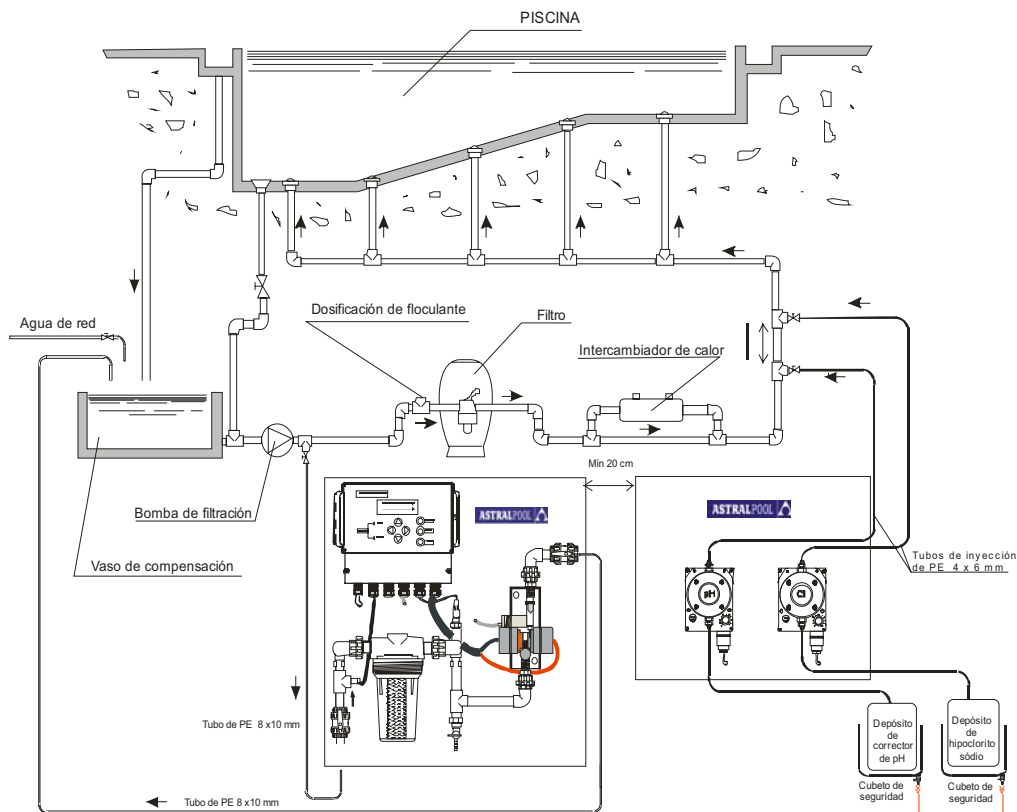 PISCINA
Dosificación de floculante
Filtro
Agua de red
Intercambiador de calor
Min 20 cm
Bomba de filtración
Vaso de compensación
ASTRALPOOL
ASTRALPOOL
Tubos de inyección
de PE 4 x 6 mm
pH
Cl
Tubo de PE 8 x10 mm
Tubo de PE 8 x10 mm
Depósito
de
corrector
de pH
Depósito
de
hipoclorito
sódio
Cubeto de
seguridad
Cubeto de
seguridad